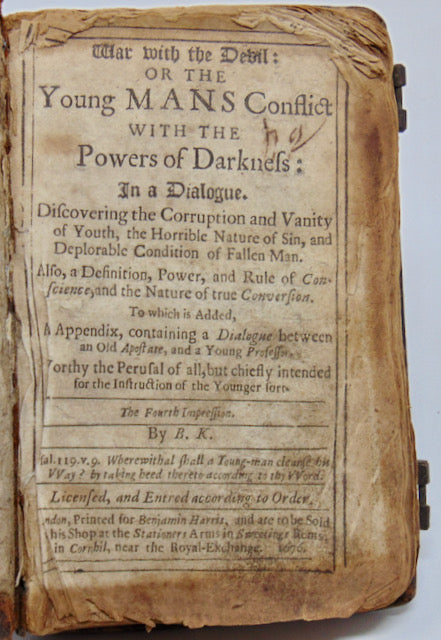 War with the Devil:
OR THE
Young MANS Conflict
WITH THE
Powers of Darkneſs:
In a Dialogue.
Diſcovering the Corruption and Vanity
of Youth, the Horrible Nature of Sin, and
Deplorable Condition of Fallen Man.
Alſo, a Definition, Power, and Rule of Con-
ſcience, and the Nature of true Converſion.
To which is Added,
A Appendix, containing a Dialogue between
an Old Apoſtate, and a Young Profeſſor.
Worthy the Peruſal of all, but chiefly intended
for the Inſtruction of the Younger ſort.
The Fourth Impreſſion.
By B. K.
ſal. 119. v. 9. Wherewithal ſhall a Young-man cleanſe his
VVay? by taking heed thereto according to thy VVord.
Licenſed, and Entred according to Order.
ondon, Printed for Benjamin Harris, and are to be Sold
his Shop at the Stationers Arms in Sweetings Rents,
in Cornhil, near the Royal-Exchange. 1676.